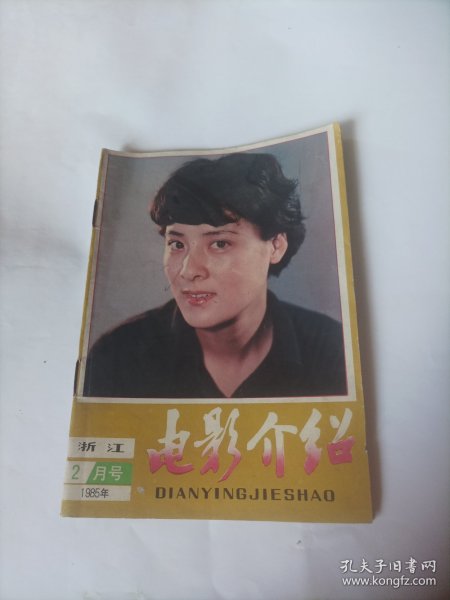 浙江
2月号
1985年
电影介绍
DIANYINGJIESHAO
孔夫子旧书网
www.kongfz.com